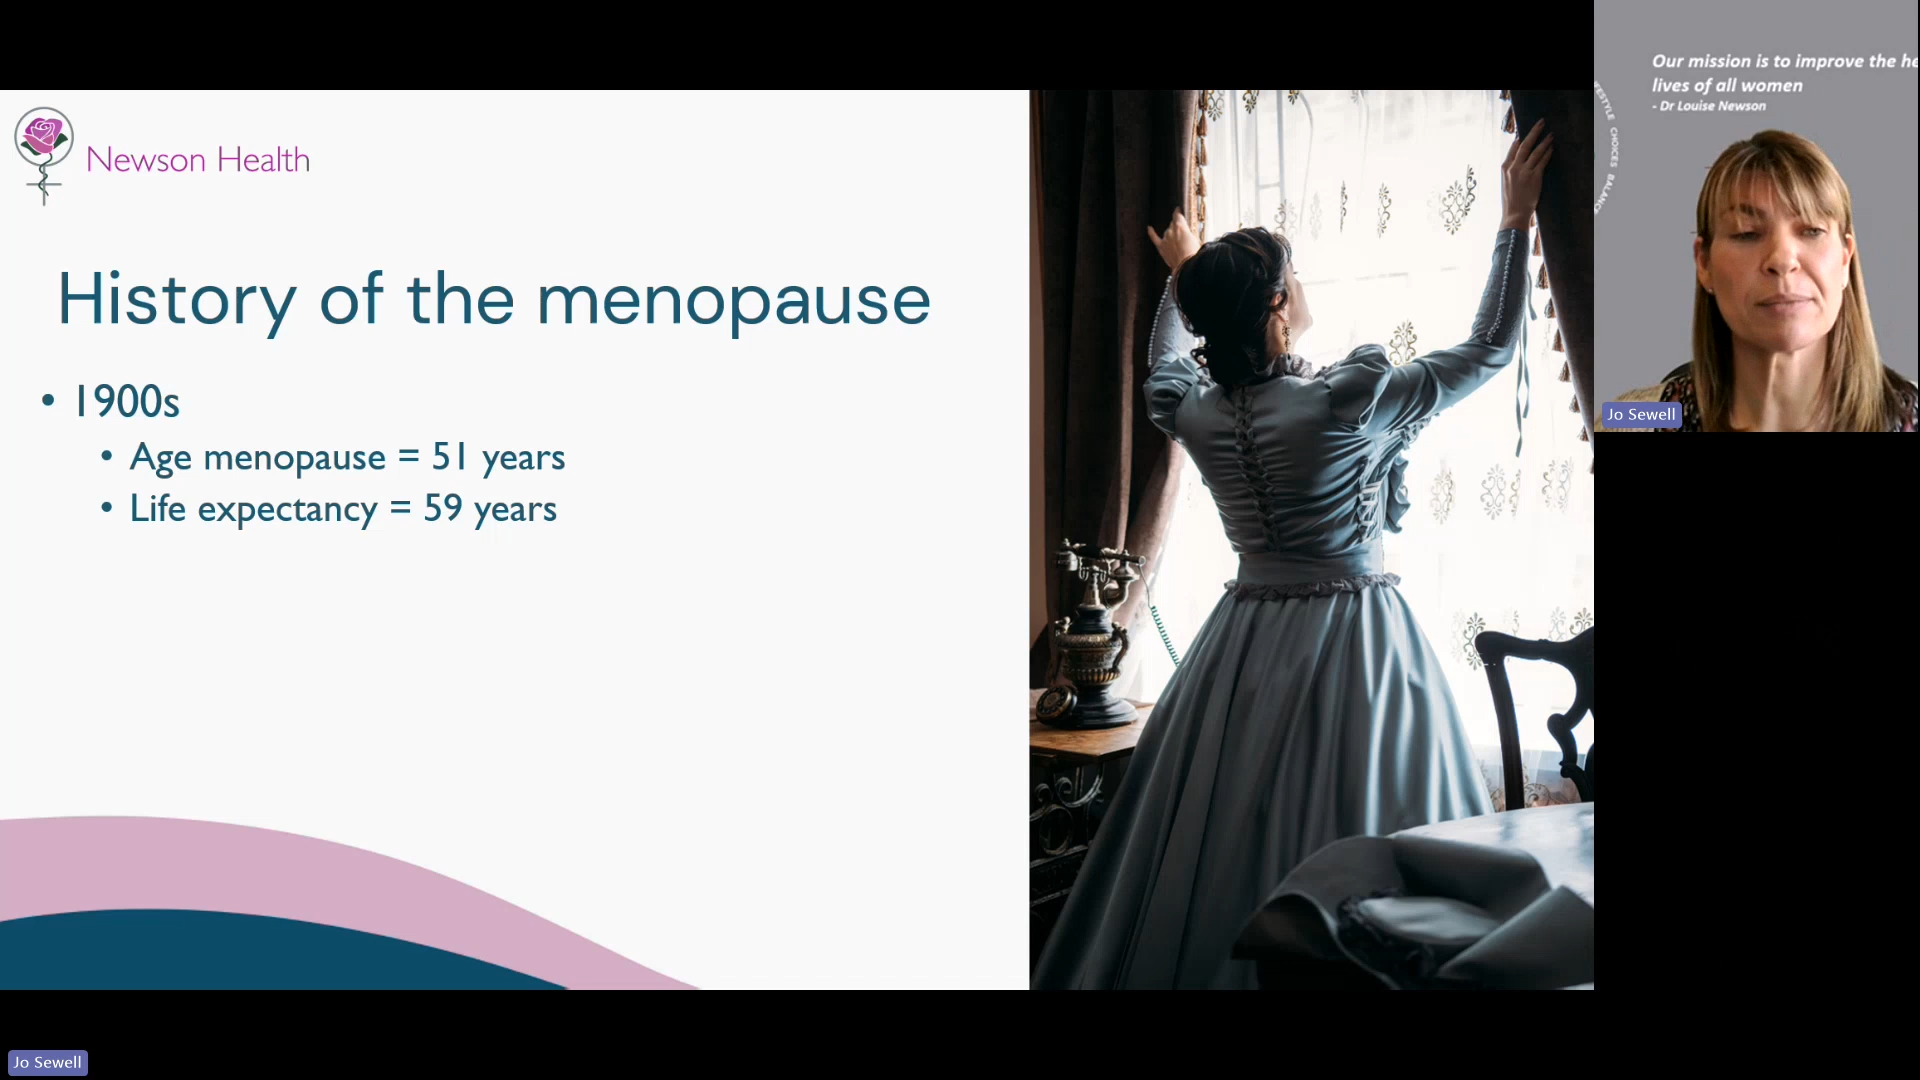 Newson Health
History of the menopause
• 1900s
• Age menopause = 51 years
• Life expectancy = 59 years
Our mission is to improve the he
lives of all women
- Dr Louise Newson
CHOICES
Jo Sewell
Jo Sewell